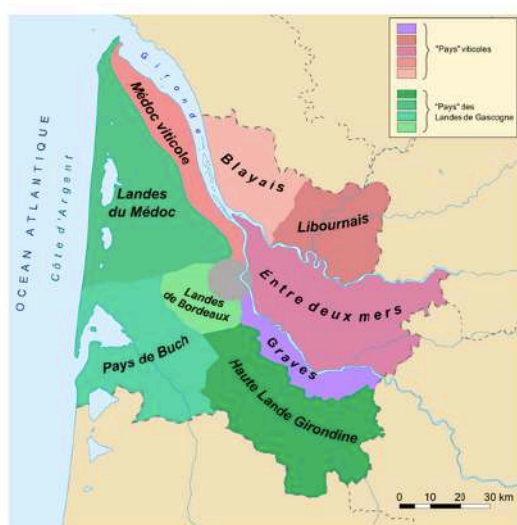 "Pays" viticoles
"Pays" des
Landes de Gascogne
Gironde
Médoc viticole
Blayais
OCEAN ATLANTIQUE
Côte d'Argent
Landes
du Médoc
Libournais
Entre deux mers
Landes
de Bordeaux
Graves
Pays de Buch
Haute Lande Girondine
0 10 20 30 km